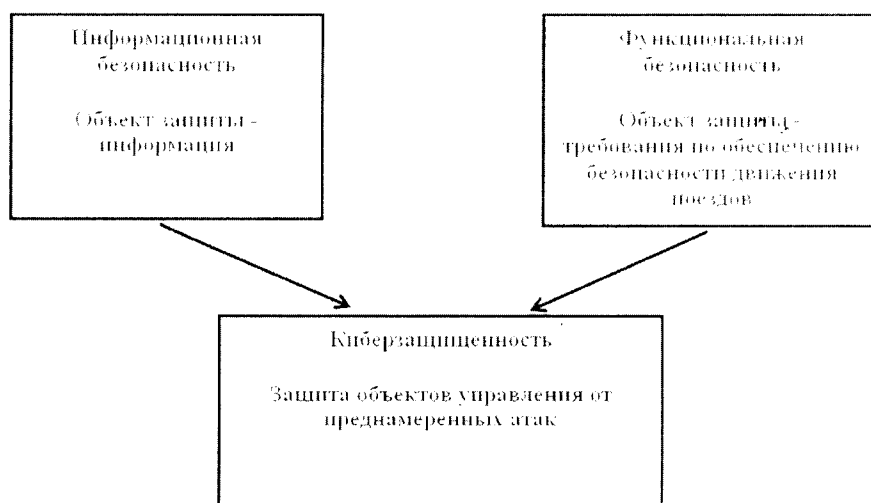 Информационная
безопасность
Объект защиты -
информация
Функциональная
безопасность
Объект защиты -
требования по обеспечению
безопасности движения
поездов
Киберзащищенность
Защита объектов управления от
преднамеренных атак